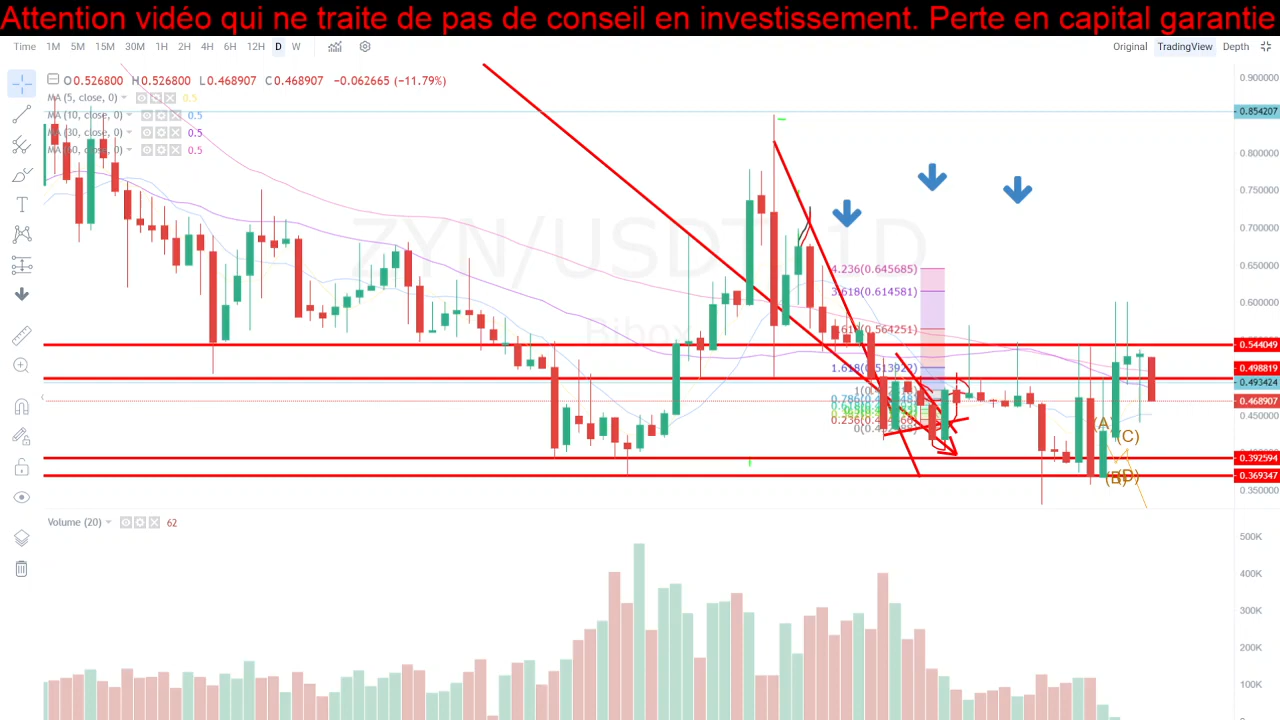 Attention vidéo qui ne traite de pas de conseil en investissement. Perte en capital garantie
Time 1M 5M 15M 30M 1H 2H 4H 6H 12H D W
Original TradingView Depth
O0.526800 H0.526800 L0.468907 C0.468907 −0.062665 (−11.79%)
MA (5, close, 0) 0.5
MA (10, close, 0) 0.5
MA (30, close, 0) 0.5
MA (60, close, 0) 0.5
ZYN/USDT, 1D
Bibox
4.236(0.645685)
3.618(0.614581)
(0.564251)
1.618(0.513922)
0.900000
0.854207
0.800000
0.750000
0.700000
0.650000
0.600000
0.544049
0.498819
0.493424
0.468907
0.450000
0.392594
0.369347
0.350000
(A)
(C)
(B)
(D)
Volume (20) 62
500K
400K
300K
200K
100K